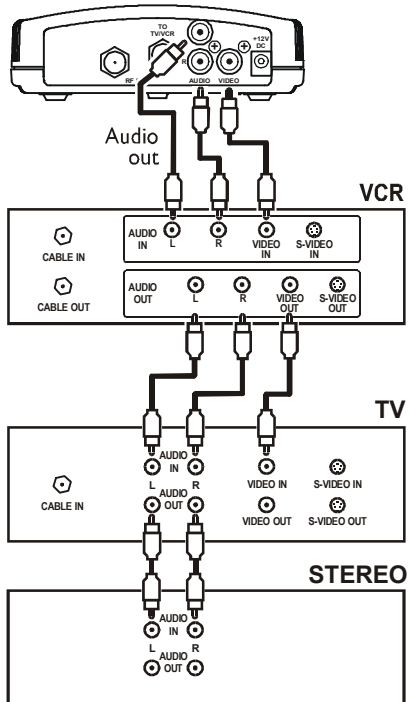 TO
TV/VCR
+12V
DC
R
RF
AUDIO
VIDEO
Audio
out
VCR
CABLE IN
AUDIO
IN
L
R
VIDEO
IN
S-VIDEO
IN
CABLE OUT
AUDIO
OUT
L
R
VIDEO
OUT
S-VIDEO
OUT
TV
CABLE IN
AUDIO
IN
L
R
AUDIO
OUT
VIDEO IN
S-VIDEO IN
VIDEO OUT
S-VIDEO OUT
STEREO
AUDIO
IN
L
R
AUDIO
OUT